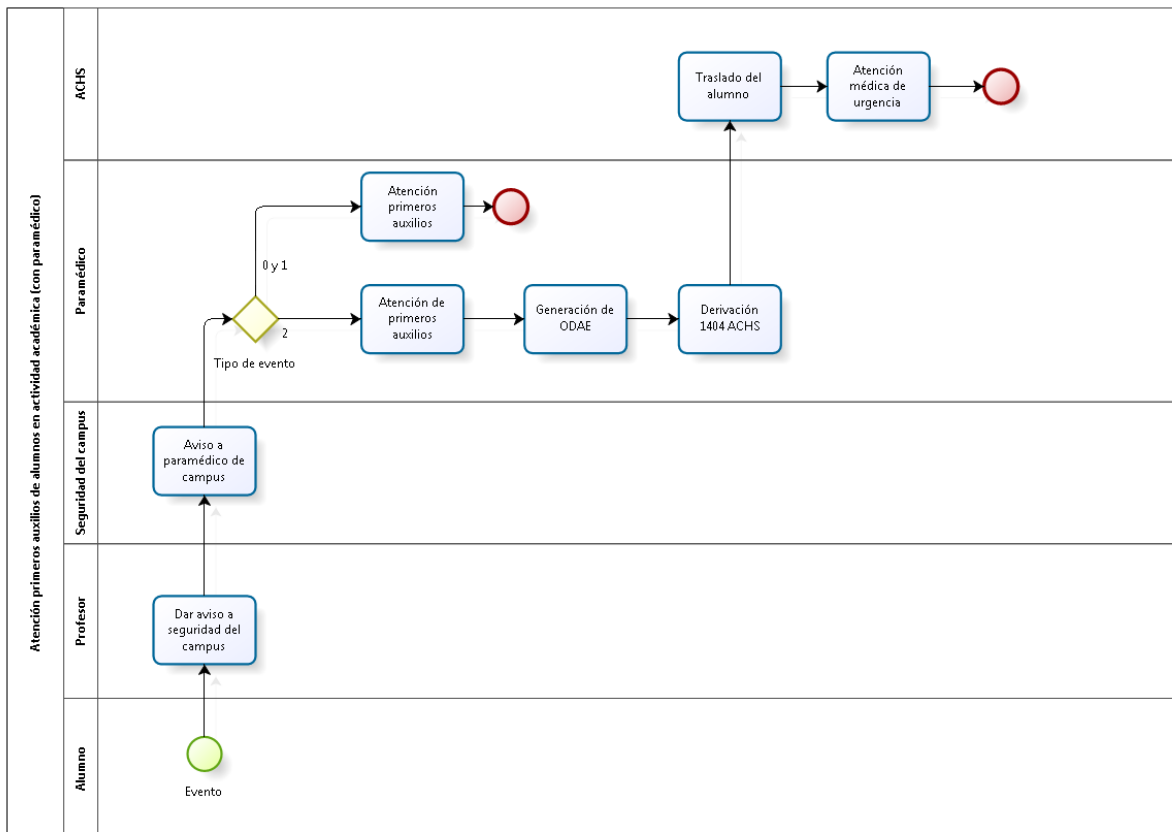 Atención primeros auxilios de alumnos en actividad académica (con paramédico)
ACHS
Traslado del
alumno
Atención
médica de
urgencia
Paramédico
Atención
primeros
auxilios
0 y 1
2
Tipo de evento
Atención de
primeros
auxilios
Generación de
ODAE
Derivación
1404 ACHS
Seguridad del campus
Aviso a
paramédico de
campus
Profesor
Dar aviso a
seguridad del
campus
Alumno
Evento